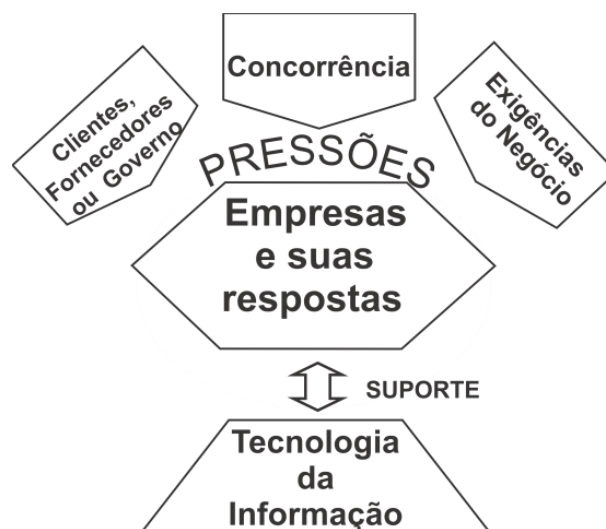 Concorrência
Clientes,
Fornecedores
ou Governo
Exigências
do Negócio
PRESSÕES
Empresas
e suas
respostas
SUPORTE
Tecnologia
da
Informação